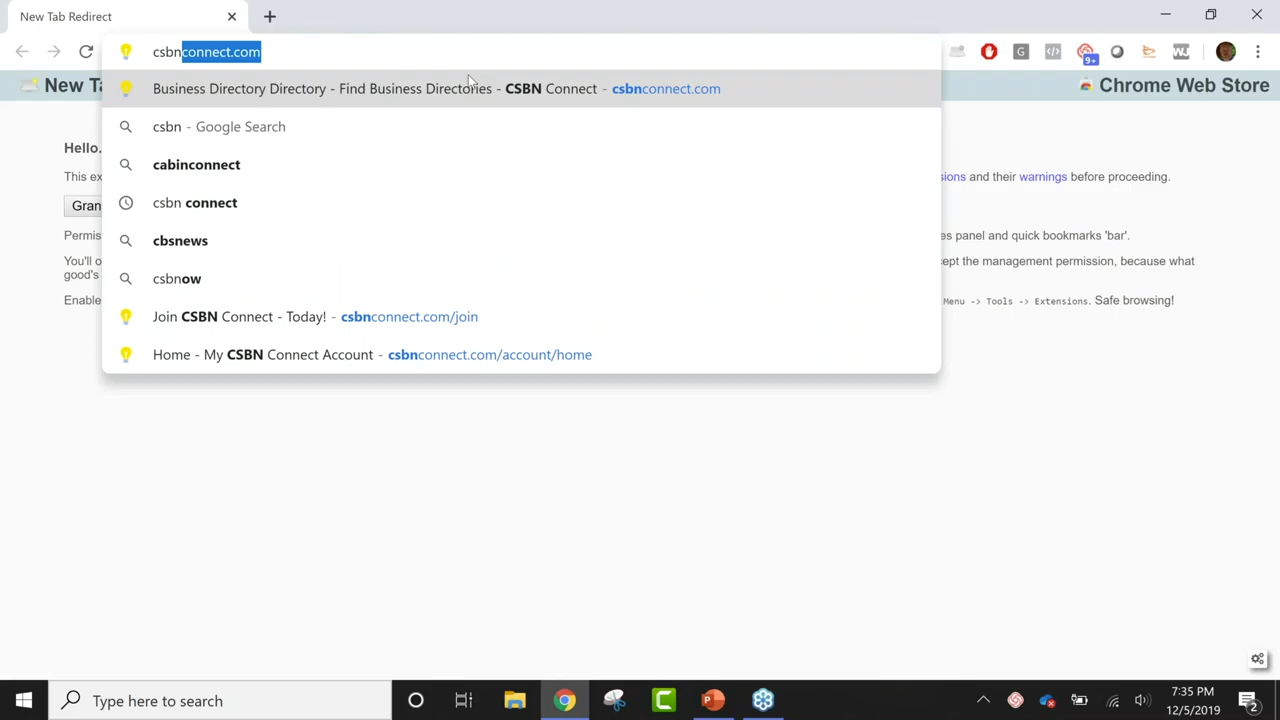 New Tab Redirect
csbnconnect.com
Business Directory Directory - Find Business Directories - CSBN Connect - csbnconnect.com
csbn - Google Search
cabinconnect
csbn connect
cbsnews
csbnow
Join CSBN Connect - Today! - csbnconnect.com/join
Home - My CSBN Connect Account - csbnconnect.com/account/home
G
9+
WJ
New Ta
Chrome Web Store
Hello.
This ex
sions and their warnings before proceeding.
Gran
Permis
es panel and quick bookmarks 'bar'.
You'll o
cept the management permission, because what
good's
Enable
Menu -> Tools -> Extensions. Safe browsing!
Type here to search
C
P
7:35 PM
12/5/2019
2